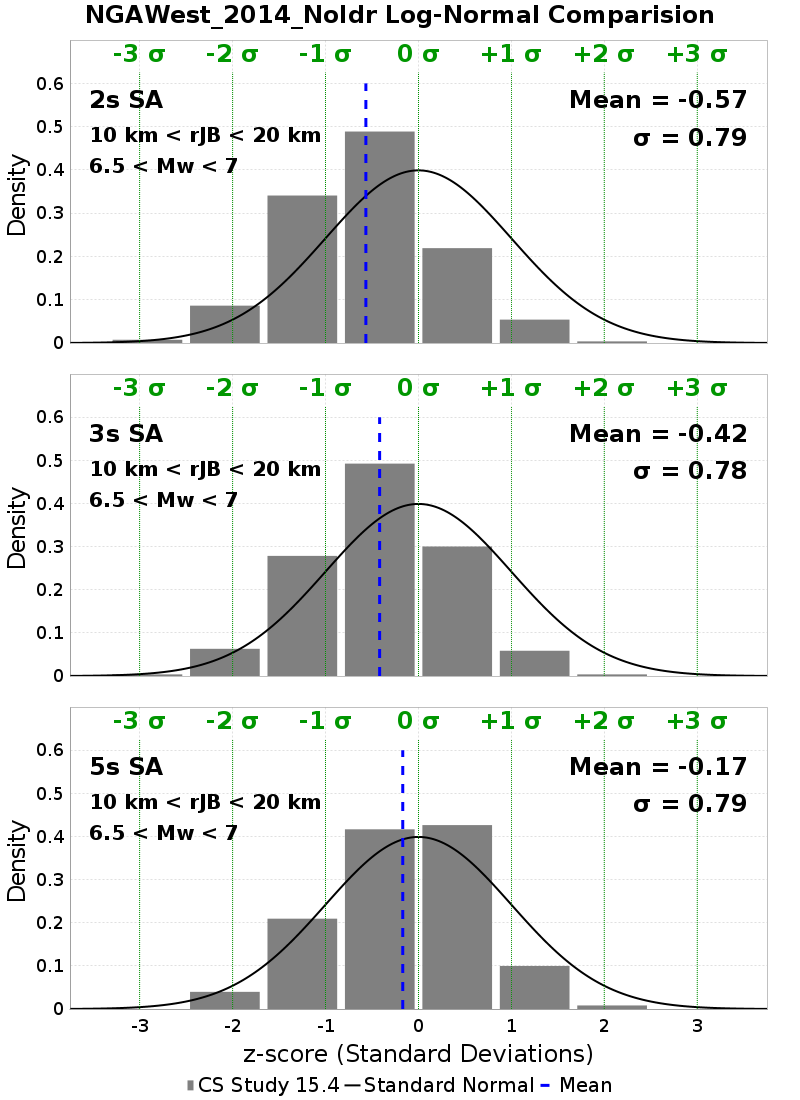 NGAWest_2014_NoIdr Log-Normal Comparision
-3 σ -2 σ -1 σ 0 σ +1 σ +2 σ +3 σ
2s SA
Mean = -0.57
10 km < rJB < 20 km
σ = 0.79
6.5 < Mw < 7
Density
0.6
0.5
0.4
0.3
0.2
0.1
0
-3 σ -2 σ -1 σ 0 σ +1 σ +2 σ +3 σ
3s SA
Mean = -0.42
10 km < rJB < 20 km
σ = 0.78
6.5 < Mw < 7
Density
0.6
0.5
0.4
0.3
0.2
0.1
0
-3 σ -2 σ -1 σ 0 σ +1 σ +2 σ +3 σ
5s SA
Mean = -0.17
10 km < rJB < 20 km
σ = 0.79
6.5 < Mw < 7
Density
0.6
0.5
0.4
0.3
0.2
0.1
0
-3 -2 -1 0 1 2 3
z-score (Standard Deviations)
CS Study 15.4 Standard Normal Mean